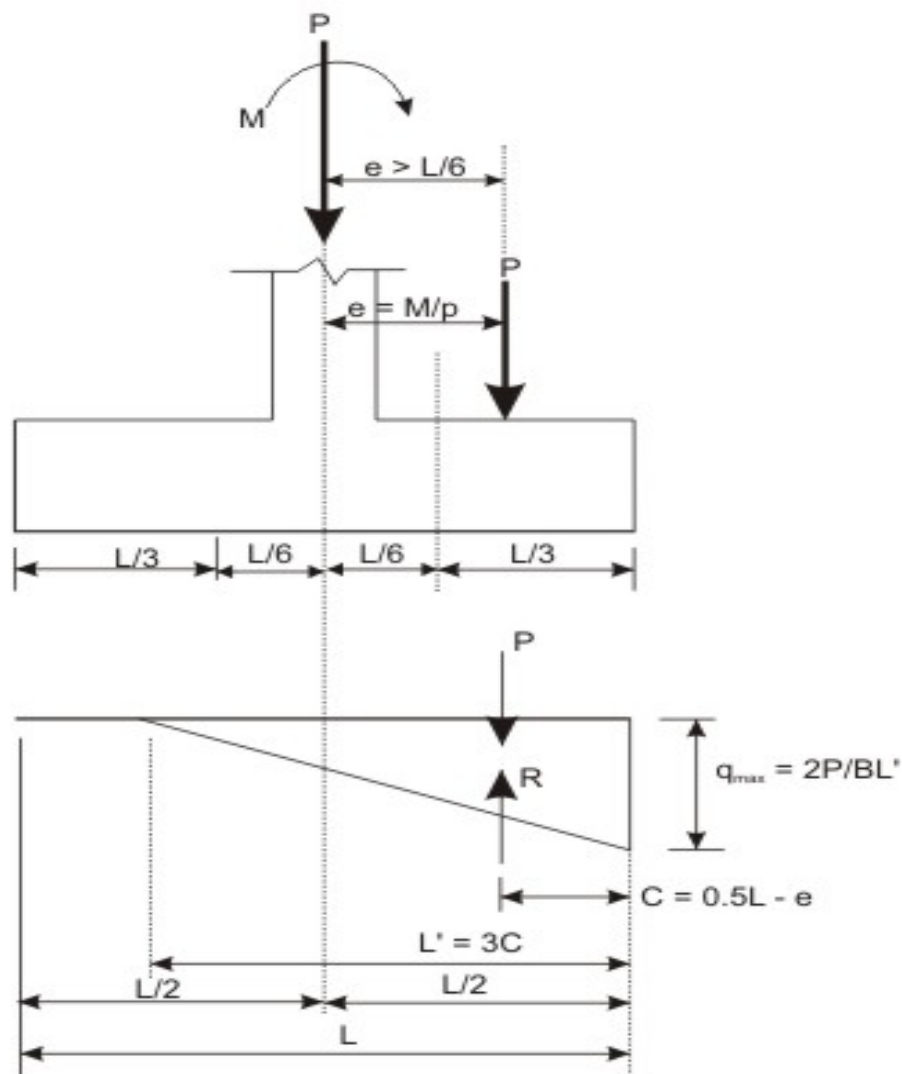 P
M
e > L/6
P
e = M/p
L/3 L/6 L/6 L/3
P
R
qmax = 2P/BL'
C = 0.5L - e
L' = 3C
L/2 L/2
L